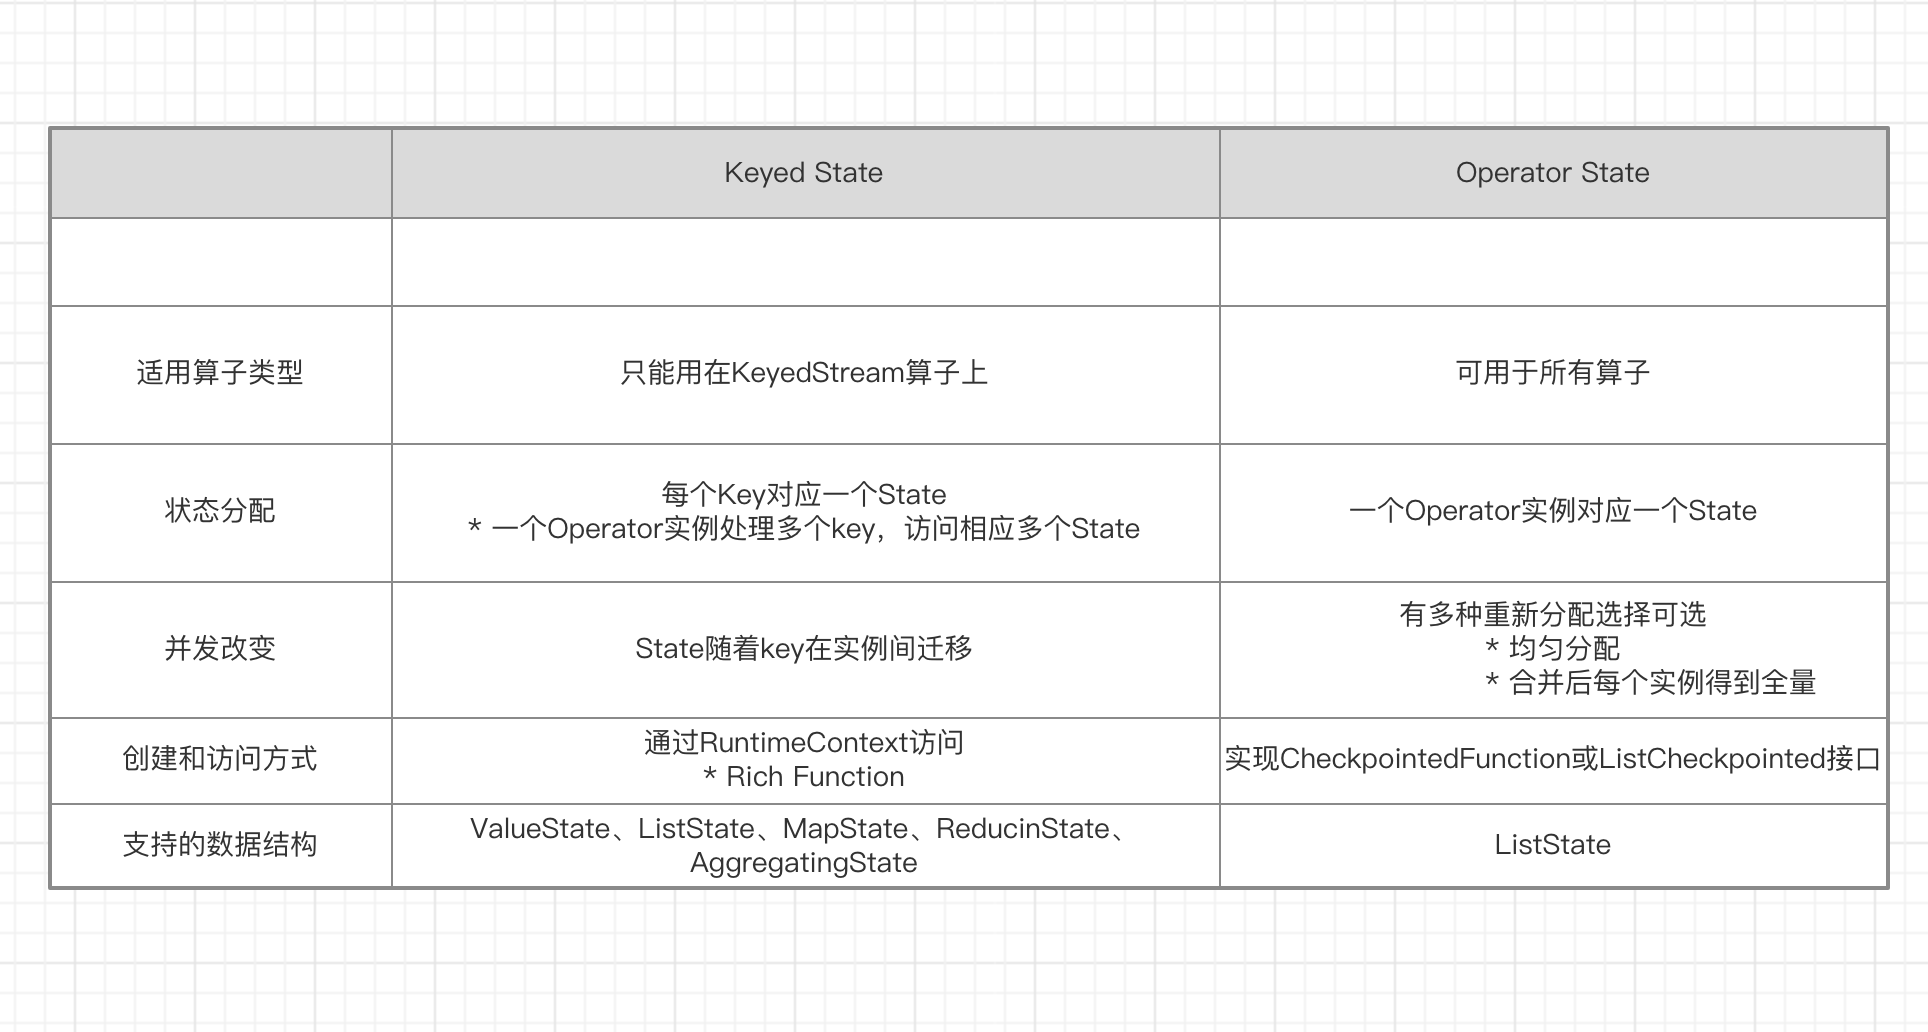 Keyed State
Operator State
适用算子类型
只能用在KeyedStream算子上
可用于所有算子
状态分配
每个Key对应一个State
* 一个Operator实例处理多个key，访问相应多个State
一个Operator实例对应一个State
并发改变
State随着key在实例间迁移
有多种重新分配选择可选
* 均匀分配
* 合并后每个实例得到全量
创建和访问方式
通过RuntimeContext访问
* Rich Function
实现CheckpointedFunction或ListCheckpointed接口
支持的数据结构
ValueState、ListState、MapState、ReducinState、
AggregatingState
ListState